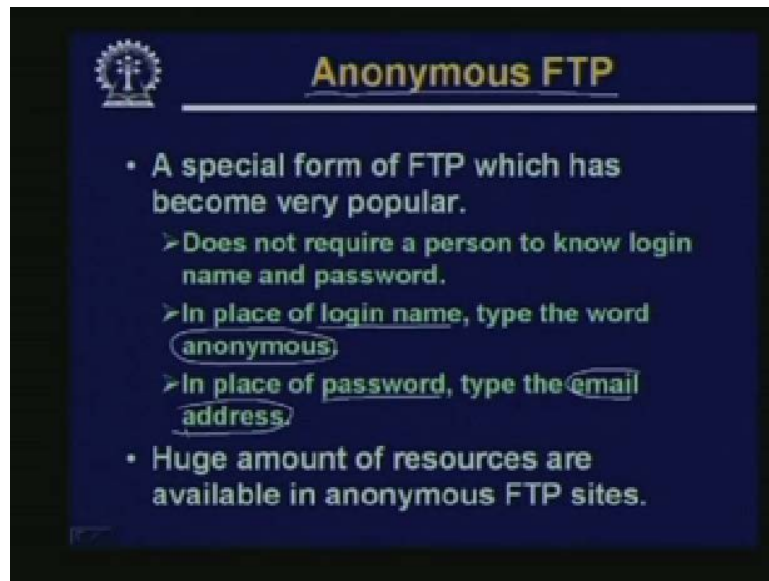 Anonymous FTP
• A special form of FTP which has
become very popular.
➢Does not require a person to know login
name and password.
➢In place of login name, type the word
anonymous.
➢In place of password, type the email
address.
• Huge amount of resources are
available in anonymous FTP sites.